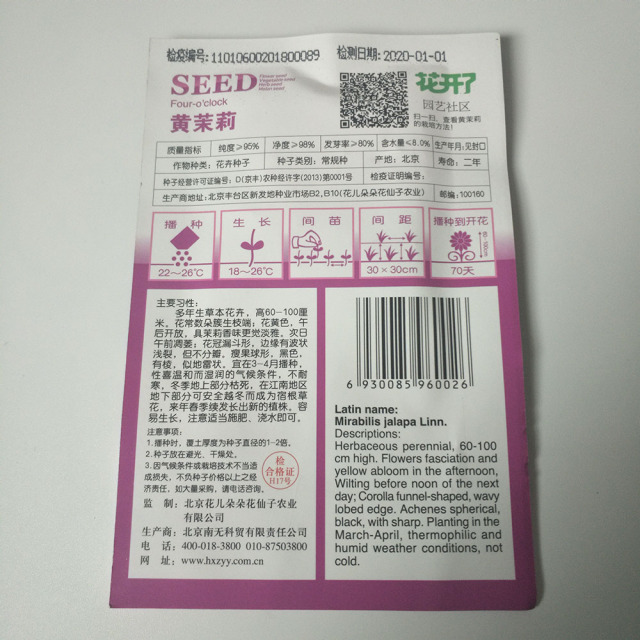 检疫编号: 11010600201800089 检测日期: 2020-01-01
SEED Flower seed
Vegetable seed
Herb seed
Melon seed
Four-o'clock
黄茉莉
花开了
园艺社区
扫一扫,查看黄茉莉
的栽培方法!
质量指标 纯度≥95% 净度≥98% 发芽率≥80% 含水量≤8.0% 生产年月:见封口
作物种类: 花卉种子 种子类别: 常规种 产地: 北京 寿命: 二年
种子经营许可证编号: D(京丰)农种经许字(2013)第0001号 检疫证明编号:
生产商地址:北京丰台区新发地种业市场B2,B10(花儿朵朵花仙子农业) 邮编: 100160
播种 生长 间苗 间距 播种到开花
60-100cm
22～26℃ 18～26℃ 30×30cm 70天
主要习性:
多年生草本花卉,高60-100厘
米。花常数朵簇生枝端;花黄色,午
后开放,具茉莉香味更觉淡雅。次日
午前凋萎;花冠漏斗形,边缘有波状
浅裂,但不分瓣。瘦果球形,黑色,
有棱,似地雷状。宜在3-4月播种,
性喜温和而湿润的气候条件,不耐
寒,冬季地上部分枯死,在江南地区
地下部分可安全越冬而成为宿根草
花,来年春季续发长出新的植株。容
易生长,注意适当施肥、浇水即可。
注意事项
1.播种时,覆土厚度为种子直径的1-2倍。
2.种子放在避光、干燥处。
3.因气候条件或栽培技术不当造
成损失,不负种子价格以上之经
济责任,如大量采购,请电话咨询。
检
合格证
H17号
监制: 北京花儿朵朵花仙子农业
有限公司
生产商: 北京南无科贸有限责任公司
电话: 400-018-3800 010-87503800
网址: www.hxzyy.com.cn
6 930085 960026
Latin name:
Mirabilis jalapa Linn.
Descriptions:
Herbaceous perennial, 60-100
cm high. Flowers fasciation and
yellow abloom in the afternoon,
Wilting before noon of the next
day; Corolla funnel-shaped, wavy
lobed edge. Achenes spherical,
black, with sharp. Planting in the
March-April, thermophilic and
humid weather conditions, not
cold.